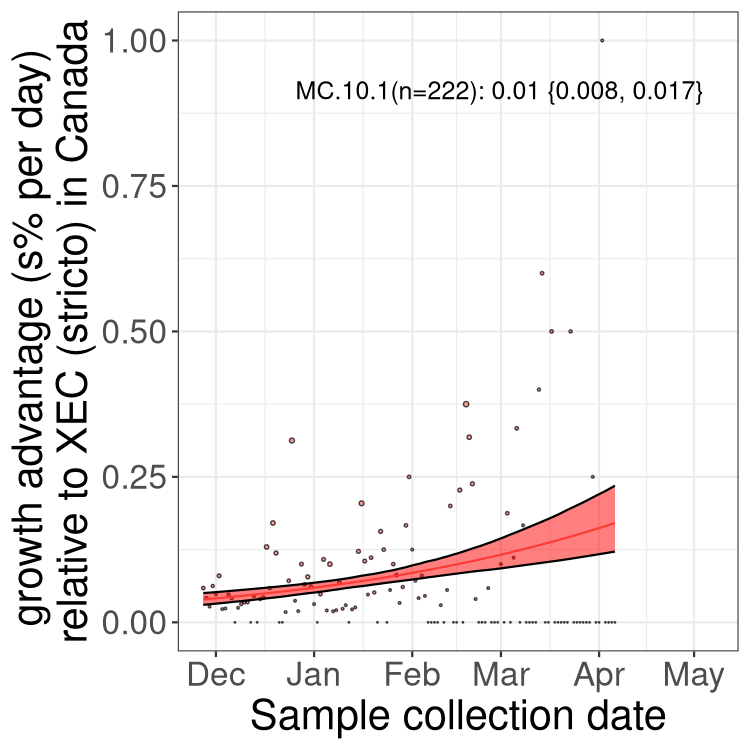 growth advantage (s% per day)
relative to XEC (stricto) in Canada
1.00
0.75
0.50
0.25
0.00
MC.10.1(n=222): 0.01 {0.008, 0.017}
Dec Jan Feb Mar Apr May
Sample collection date